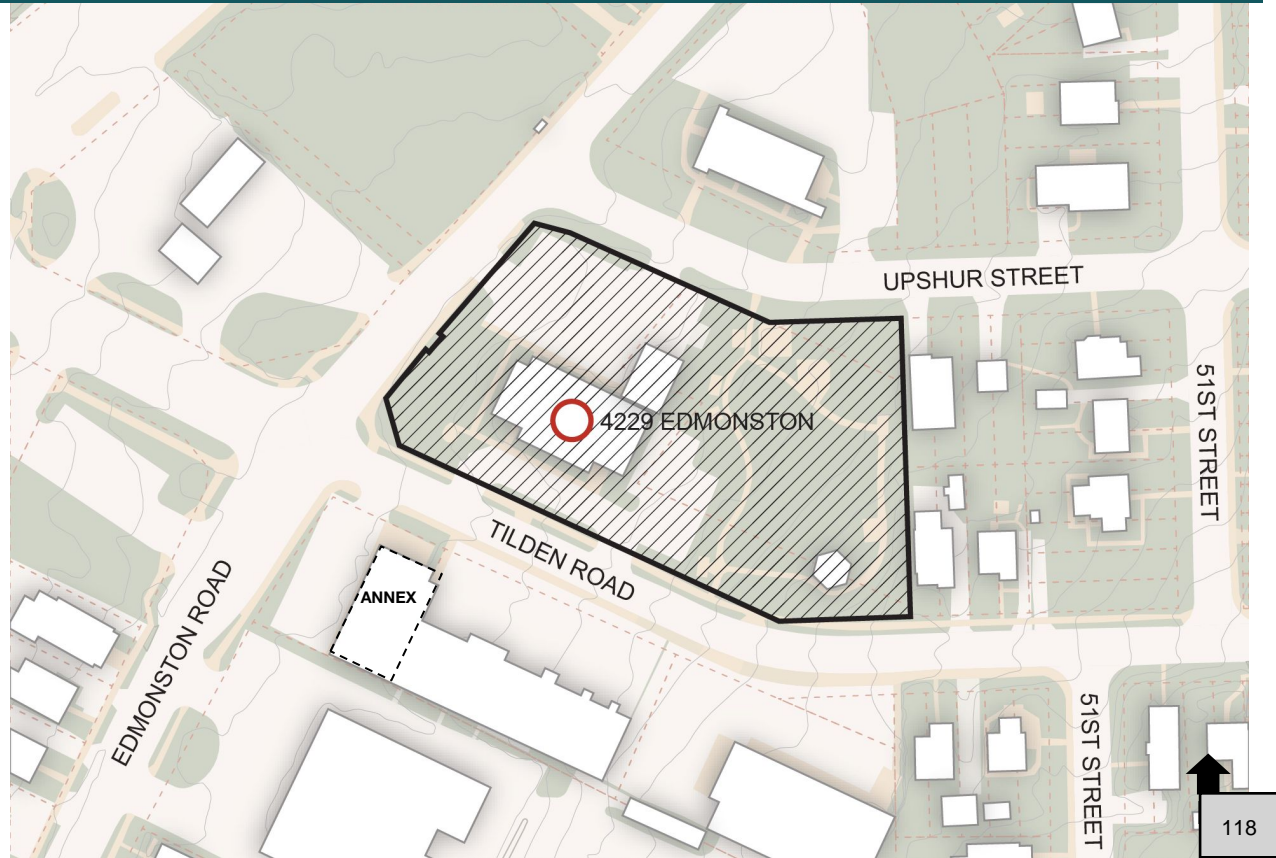 UPSHUR STREET
51ST STREET
4229 EDMONSTON
TILDEN ROAD
ANNEX
EDMONSTON ROAD
51ST STREET
118